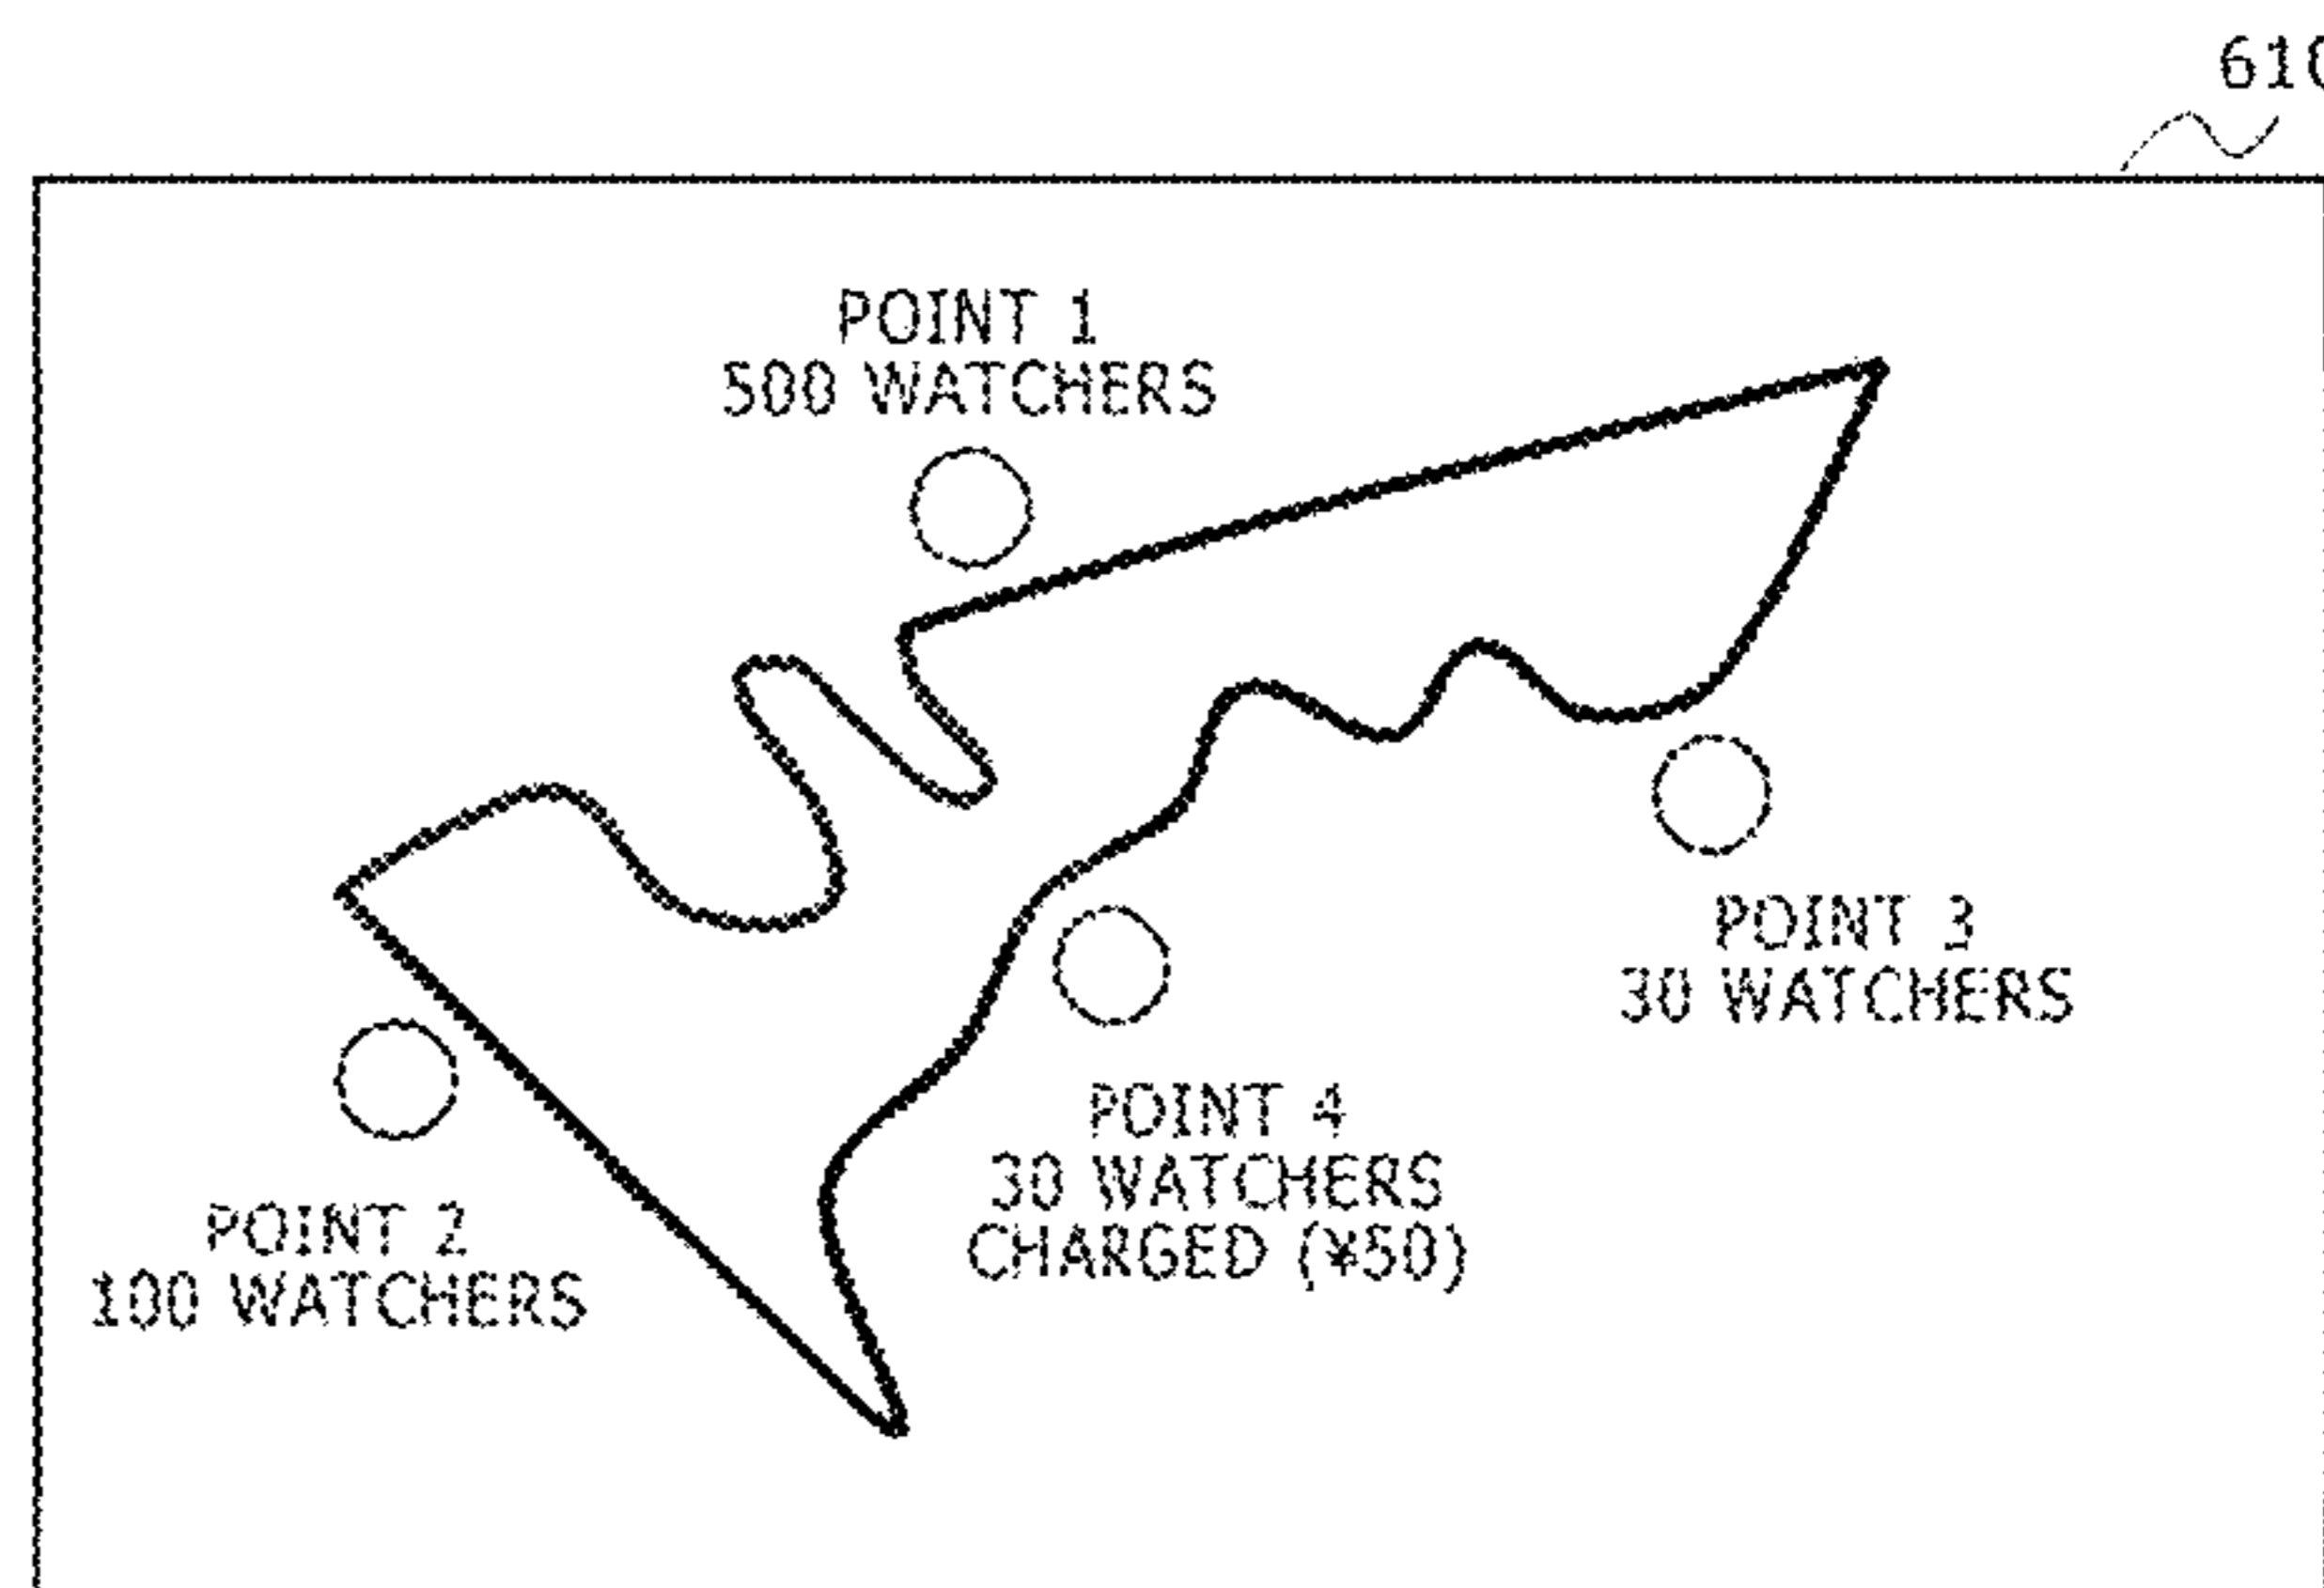 610
POINT 1
500 WATCHERS
POINT 3
30 WATCHERS
POINT 4
30 WATCHERS
CHARGED (¥50)
POINT 2
100 WATCHERS